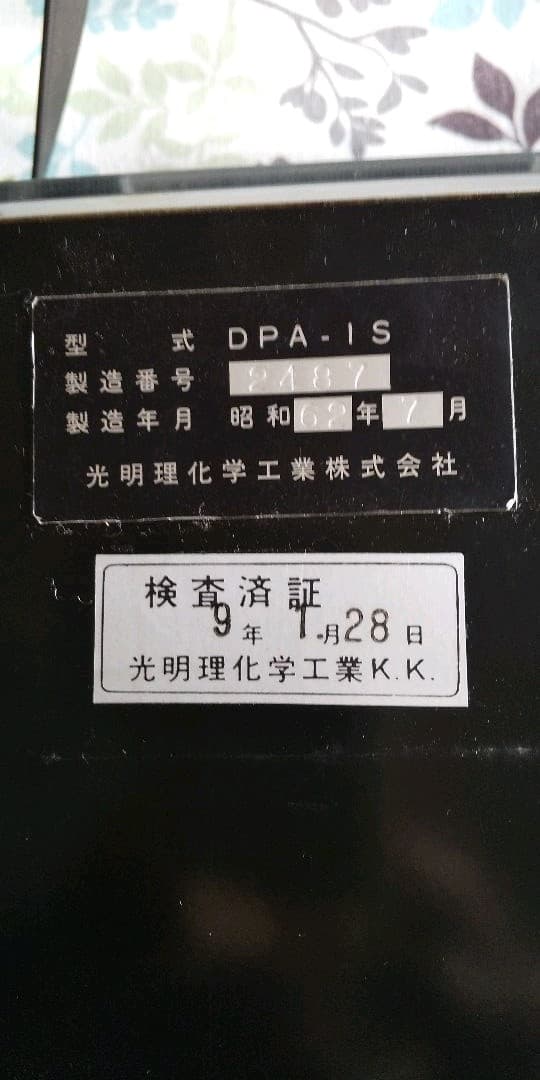 型式 DPA-1S
製造番号 2487
製造年月 昭和62年7月
光明理化学工業株式会社
検査済証
9年 1.月28日
光明理化学工業K.K.